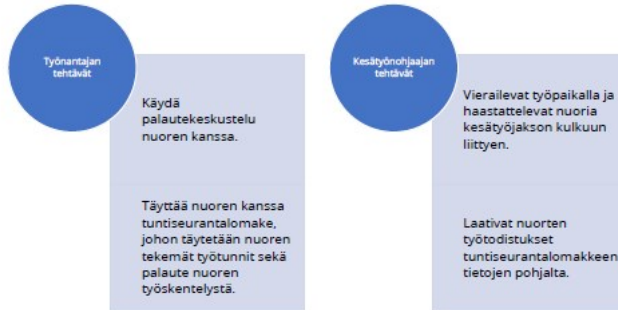 Työnantajan
tehtävät
Käydä
palautekeskustelu
nuoren kanssa.
Täyttää nuoren kanssa
tuntiseurantalomake,
johon täytetään nuoren
tekemät työtunnit sekä
palaute nuoren
työskentelystä.
Kesätyönohjaajan
tehtävät
Vierailevat työpaikalla ja
haastattelevat nuoria
kesätyöjakson kulkuun
liittyen.
Laativat nuorten
työtodistukset
tuntiseurantalomakkeen
tietojen pohjalta.